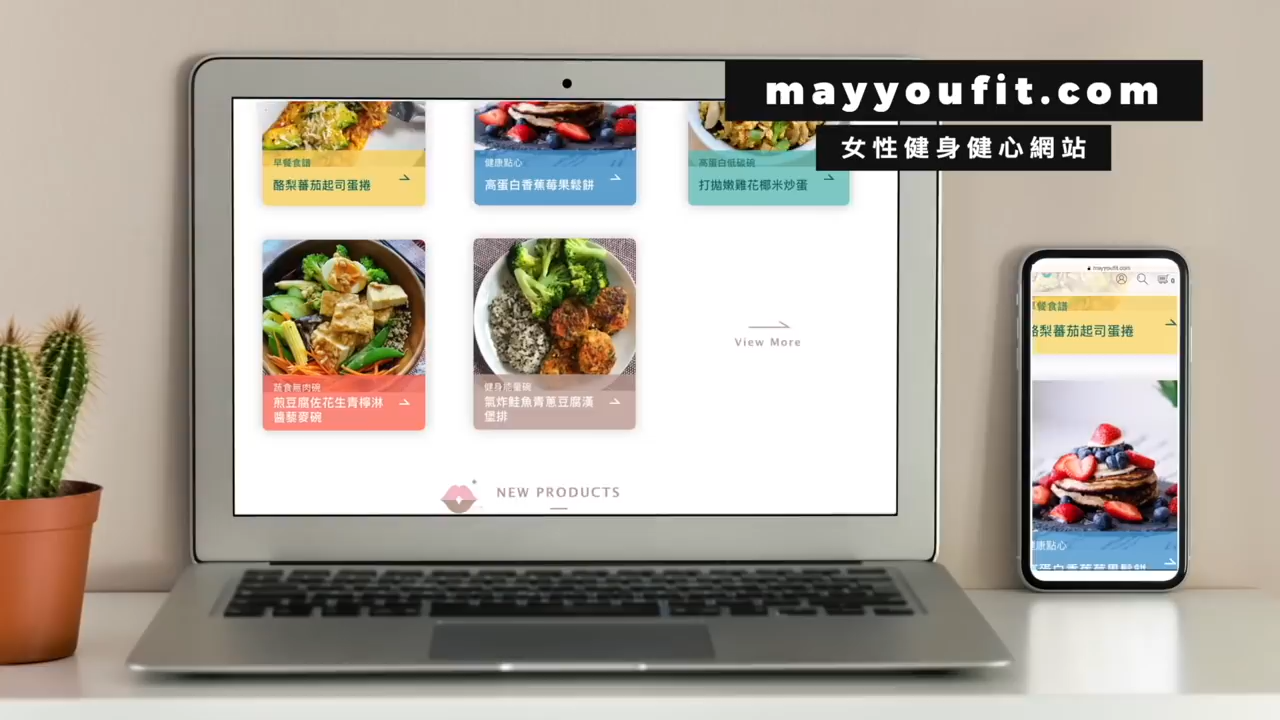 mayyoufit.com
女性健身健心網站
早餐食譜
酪梨蕃茄起司蛋捲
健康點心
高蛋白香蕉莓果鬆餅
高蛋白低碳碗
打拋嫩雞花椰米炒蛋
蔬食無肉碗
煎豆腐佐花生青檸淋
醬藜麥碗
健身能量碗
氣炸鮭魚青蔥豆腐漢
堡排
View More
NEW PRODUCTS
mayyoufit.com
餐食譜
酪梨蕃茄起司蛋捲
健康點心